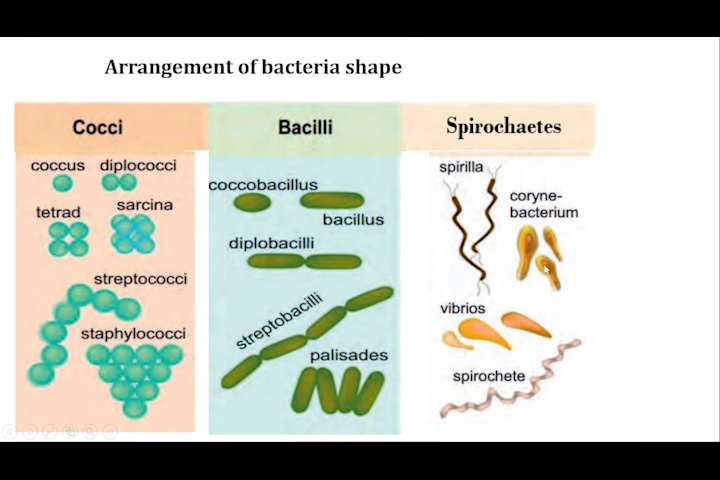 Arrangement of bacteria shape
Cocci
coccus diplococci
tetrad
sarcina
streptococci
staphylococci
Bacilli
coccobacillus
bacillus
diplobacilli
streptobacilli
palisades
Spirochaetes
spirilla
coryne-
bacterium
vibrios
spirochete